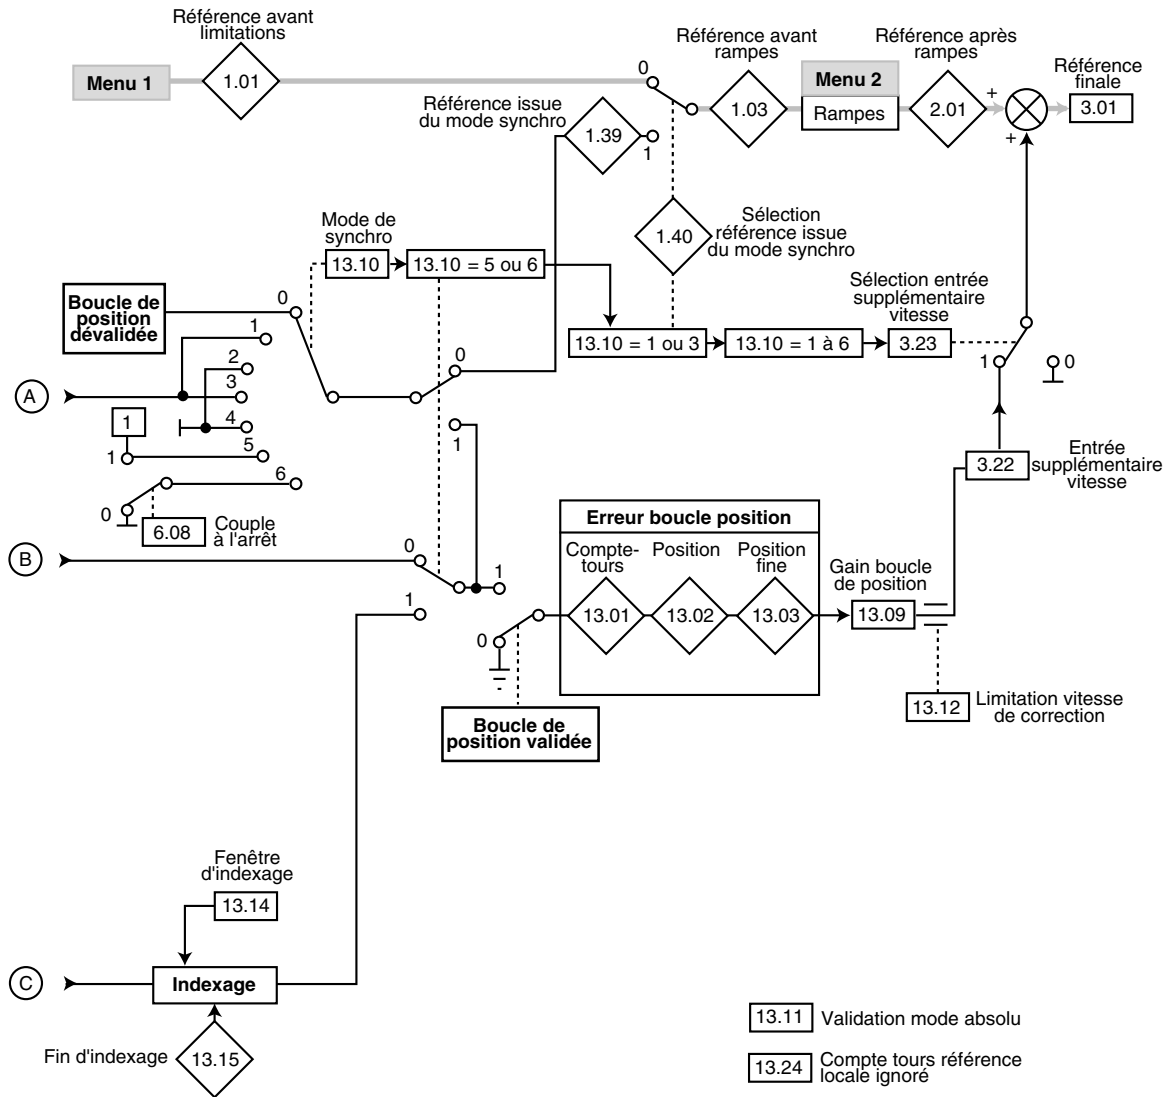 Référence avant
limitations
Menu 1
1.01
0
Référence avant
rampes
1.03
Menu 2
Rampes
Référence après
rampes
2.01
+
+
Référence
finale
3.01
Référence issue
du mode synchro
1.39
1
1.40
Sélection
référence issue
du mode synchro
Mode de
synchro
13.10
13.10 = 5 ou 6
13.10 = 1 ou 3
13.10 = 1 à 6
Sélection entrée
supplémentaire
vitesse
3.23
1
0
Boucle de
position
dévalidée
0
1
2
3
4
5
6
A
1
1
0
6.08
Couple
à l'arrêt
0
1
3.22
Entrée
supplémentaire
vitesse
B
0
1
1
0
Boucle de
position validée
Erreur boucle position
Compte-
tours
13.01
Position
13.02
Position
fine
13.03
Gain boucle
de position
13.09
13.12
Limitation vitesse
de correction
Fenêtre
d'indexage
13.14
C
Indexage
Fin d'indexage
13.15
13.11
Validation mode absolu
13.24
Compte tours référence
locale ignoré